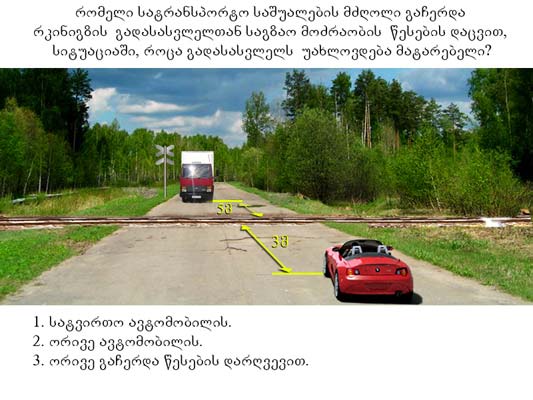 რომელი სატრანსპორტო საშუალების მძღოლი გაჩერდა
რკინიგზის გადასასვლელთან საგზაო მოძრაობის წესების დაცვით,
სიტუაციაში, როცა გადასასვლელს უახლოვდება მატარებელი?
5მ
3მ
1. სატვირთო ავტომობილის.
2. ორივე ავტომობილის.
3. ორივე გაჩერდა წესების დარღვევით.